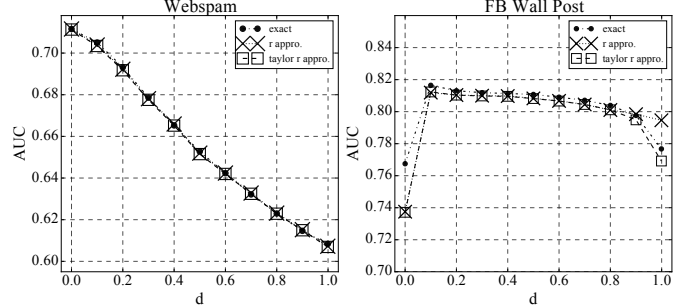 Webspam
exact
r appro.
taylor r appro.
0.70
0.68
0.66
0.64
0.62
0.60
AUC
0.0 0.2 0.4 0.6 0.8 1.0
d
FB Wall Post
exact
r appro.
taylor r appro.
0.84
0.82
0.80
0.78
0.76
0.74
0.72
0.70
AUC
0.0 0.2 0.4 0.6 0.8 1.0
d